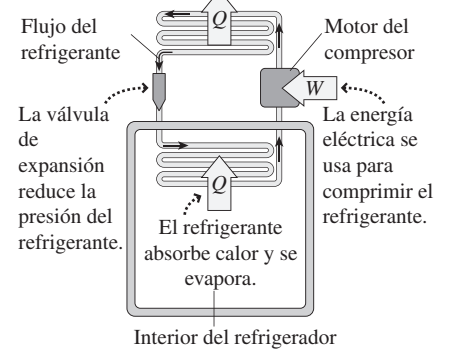 Q
Flujo del
refrigerante
Motor del
compresor
W
La válvula
de
expansión
reduce la
presión del
refrigerante.
La energía
eléctrica se
usa para
comprimir el
refrigerante.
Q
El refrigerante
absorbe calor y se
evapora.
Interior del refrigerador